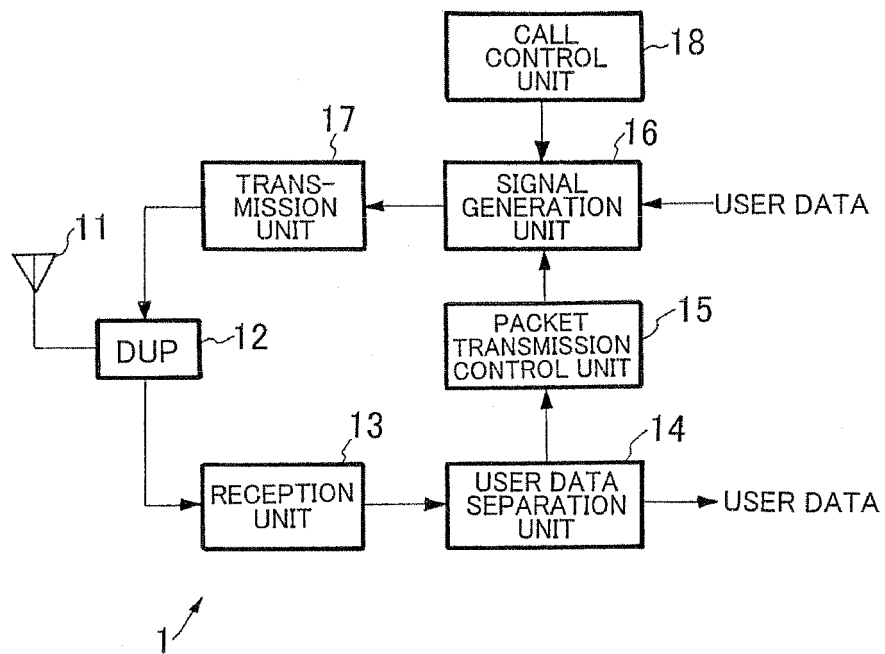 CALL
CONTROL
UNIT
18
17
16
TRANS-
MISSION
UNIT
SIGNAL
GENERATION
UNIT
USER DATA
11
DUP
12
PACKET
TRANSMISSION
CONTROL UNIT
15
13
14
RECEPTION
UNIT
USER DATA
SEPARATION
UNIT
USER DATA
1